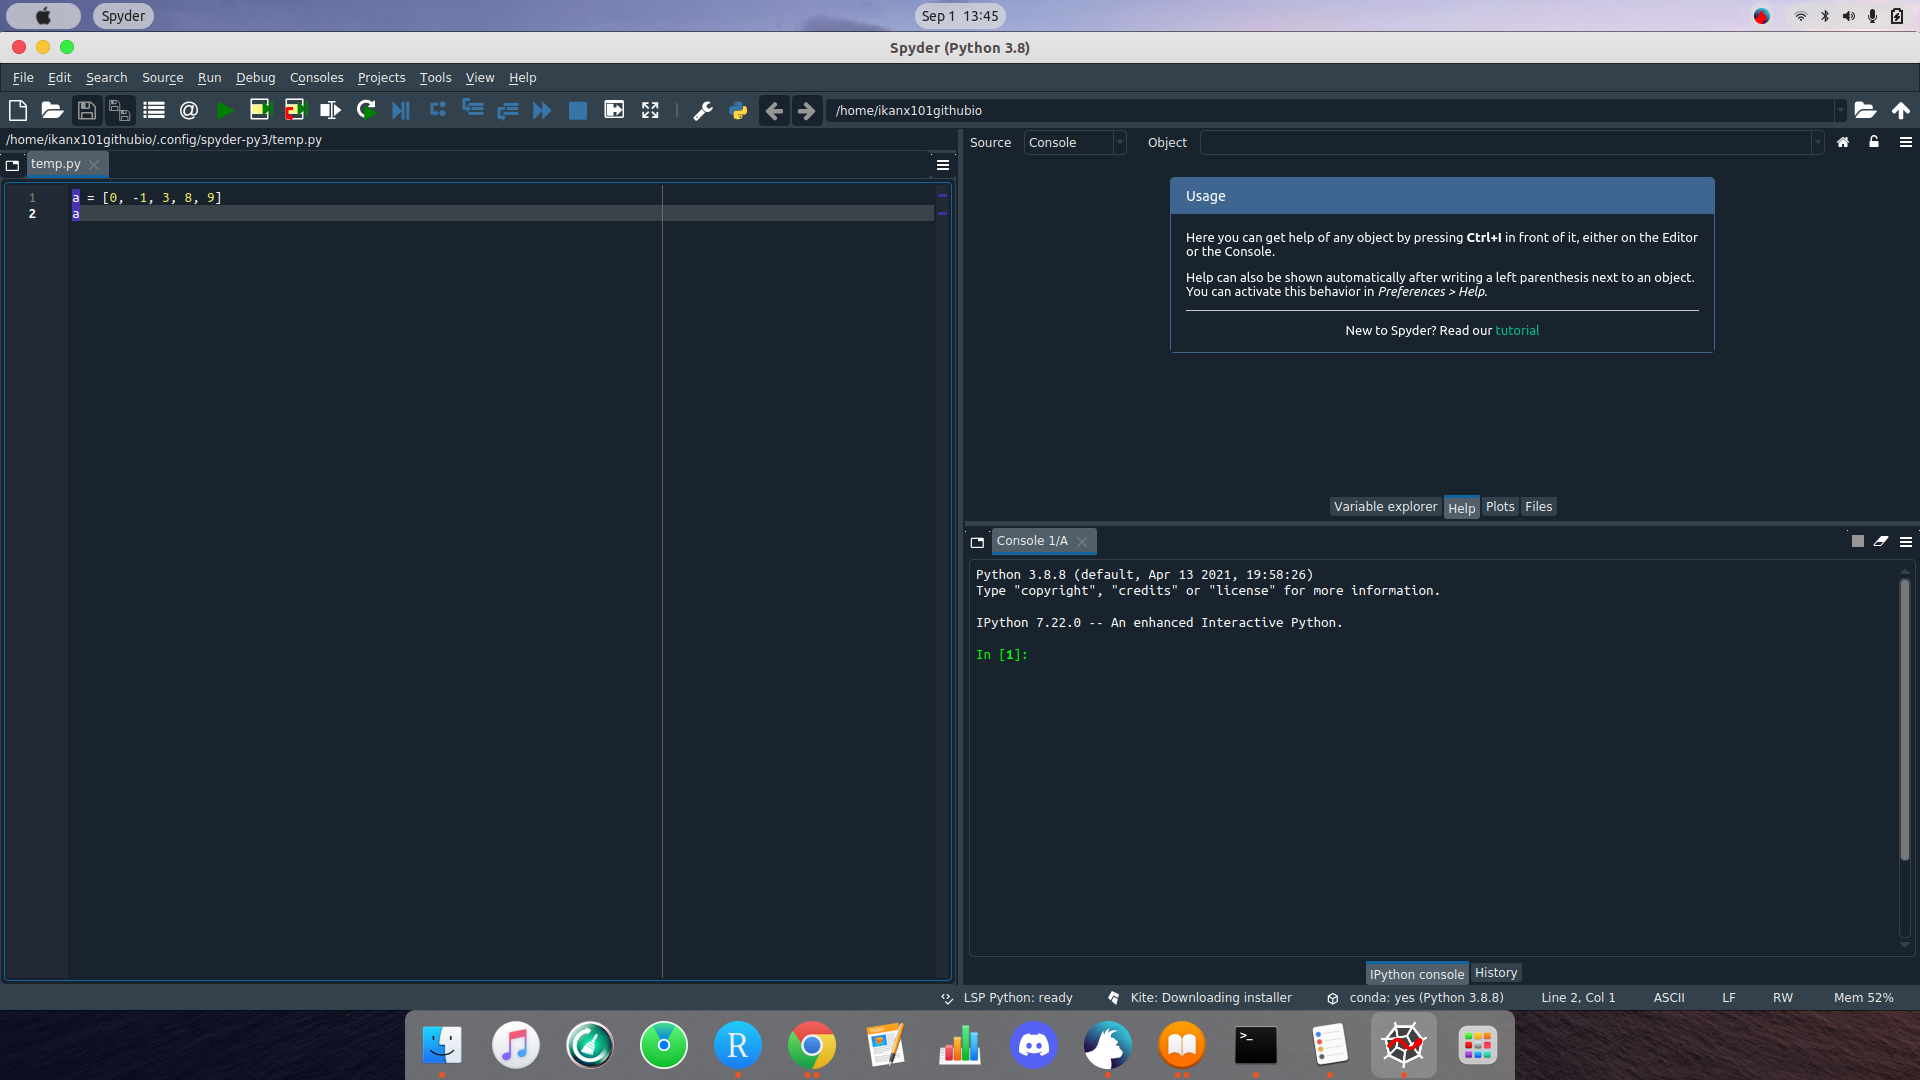 Spyder
Sep 1 13:45
Spyder (Python 3.8)
File Edit Search Source Run Debug Consoles Projects Tools View Help
/home/ikanx101githubio
/home/ikanx101githubio/.config/spyder-py3/temp.py
Source Console Object
temp.py
1 a = [0, -1, 3, 8, 9]
2 a
Usage
Here you can get help of any object by pressing Ctrl+I in front of it, either on the Editor
or the Console.
Help can also be shown automatically after writing a left parenthesis next to an object.
You can activate this behavior in Preferences > Help.
New to Spyder? Read our tutorial
Variable explorer Help Plots Files
Console 1/A
Python 3.8.8 (default, Apr 13 2021, 19:58:26)
Type "copyright", "credits" or "license" for more information.
IPython 7.22.0 -- An enhanced Interactive Python.
In [1]:
IPython console History
LSP Python: ready Kite: Downloading installer conda: yes (Python 3.8.8) Line 2, Col 1 ASCII LF RW Mem 52%
R
>_